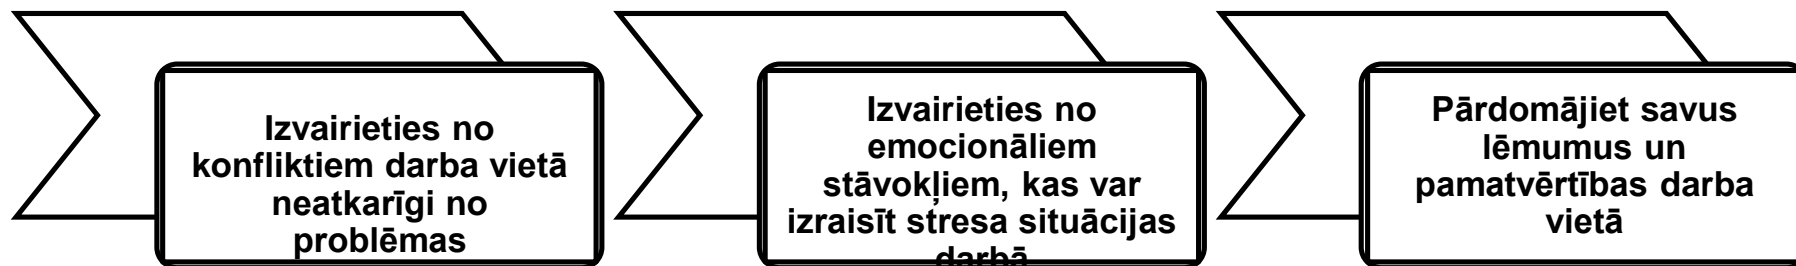 Izvairieties no
konfliktiem darba vietā
neatkarīgi no
problēmas
Izvairieties no
emocionāliem
stāvokļiem, kas var
izraisīt stresa situācijas
darbā
Pārdomājiet savus
lēmumus un
pamatvērtības darba
vietā